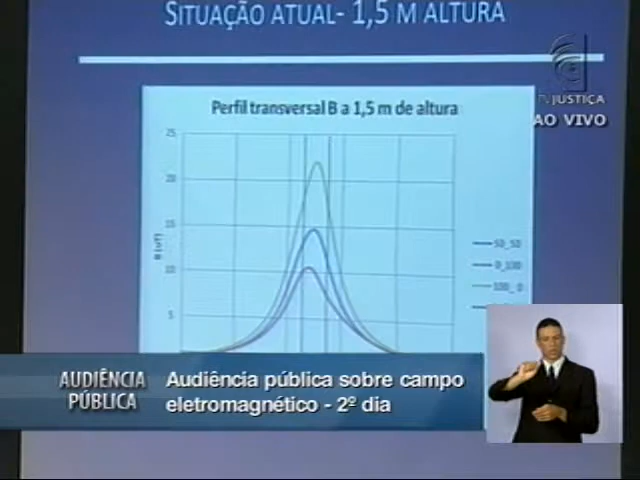 SITUAÇÃO ATUAL- 1,5 M ALTURA
TV JUSTIÇA
AO VIVO
Perfil transversal B a 1,5 m de altura
25
20
15
10
5
B (uT)
50_50
0_100
100_0
AUDIÊNCIA
PÚBLICA
Audiência pública sobre campo
eletromagnético - 2º dia